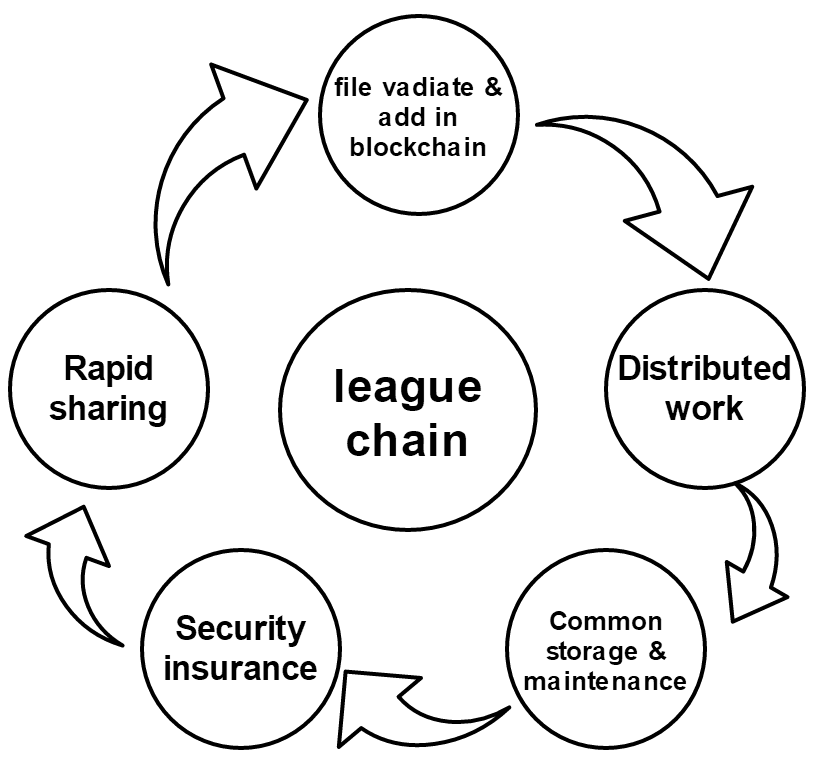 file vadiate &
add in
blockchain
Distributed
work
Common
storage &
maintenance
Security
insurance
Rapid
sharing
league
chain